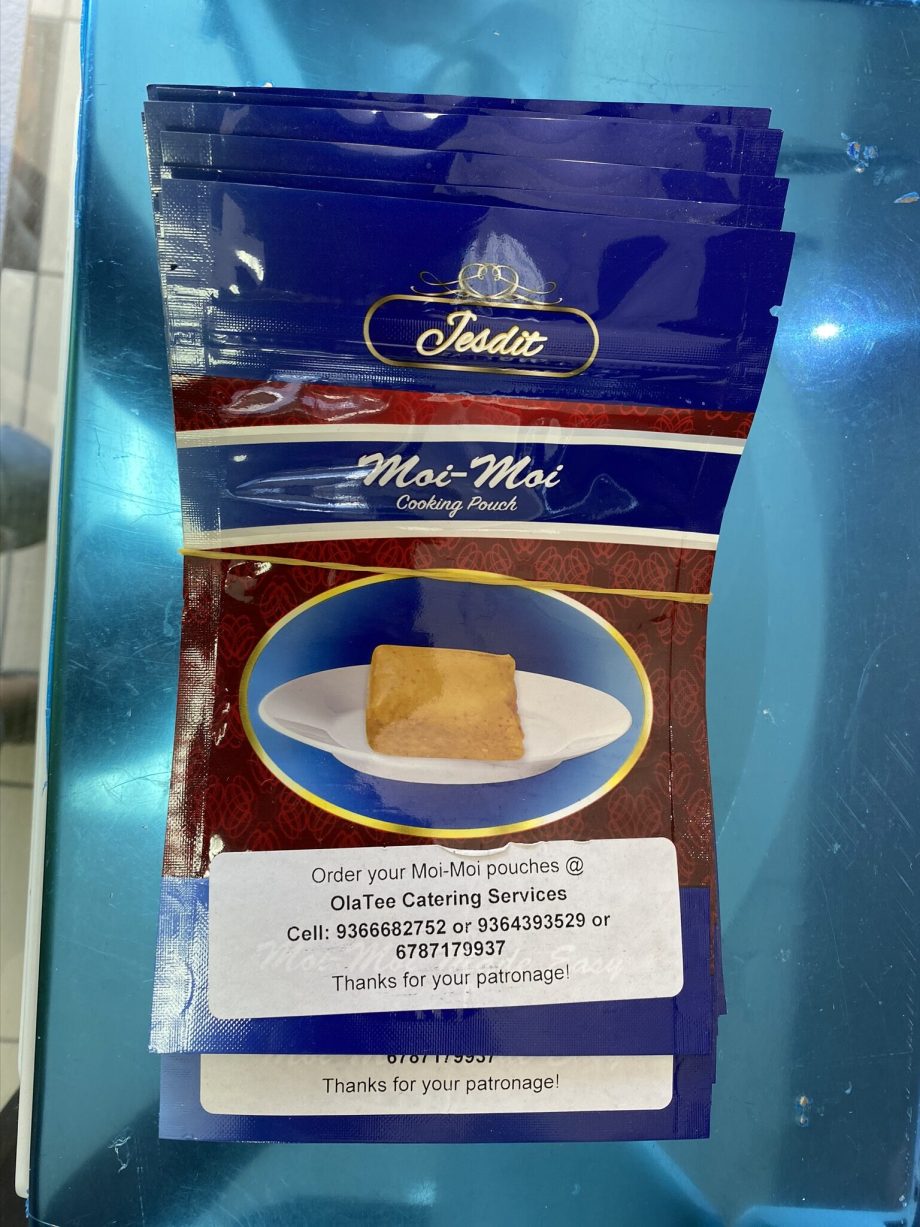 Jesdit
Moi-Moi
Cooking Pouch
Order your Moi-Moi pouches @
OlaTee Catering Services
Cell: 9366682752 or 9364393529 or
6787179937
Thanks for your patronage!
6787179937
Thanks for your patronage!